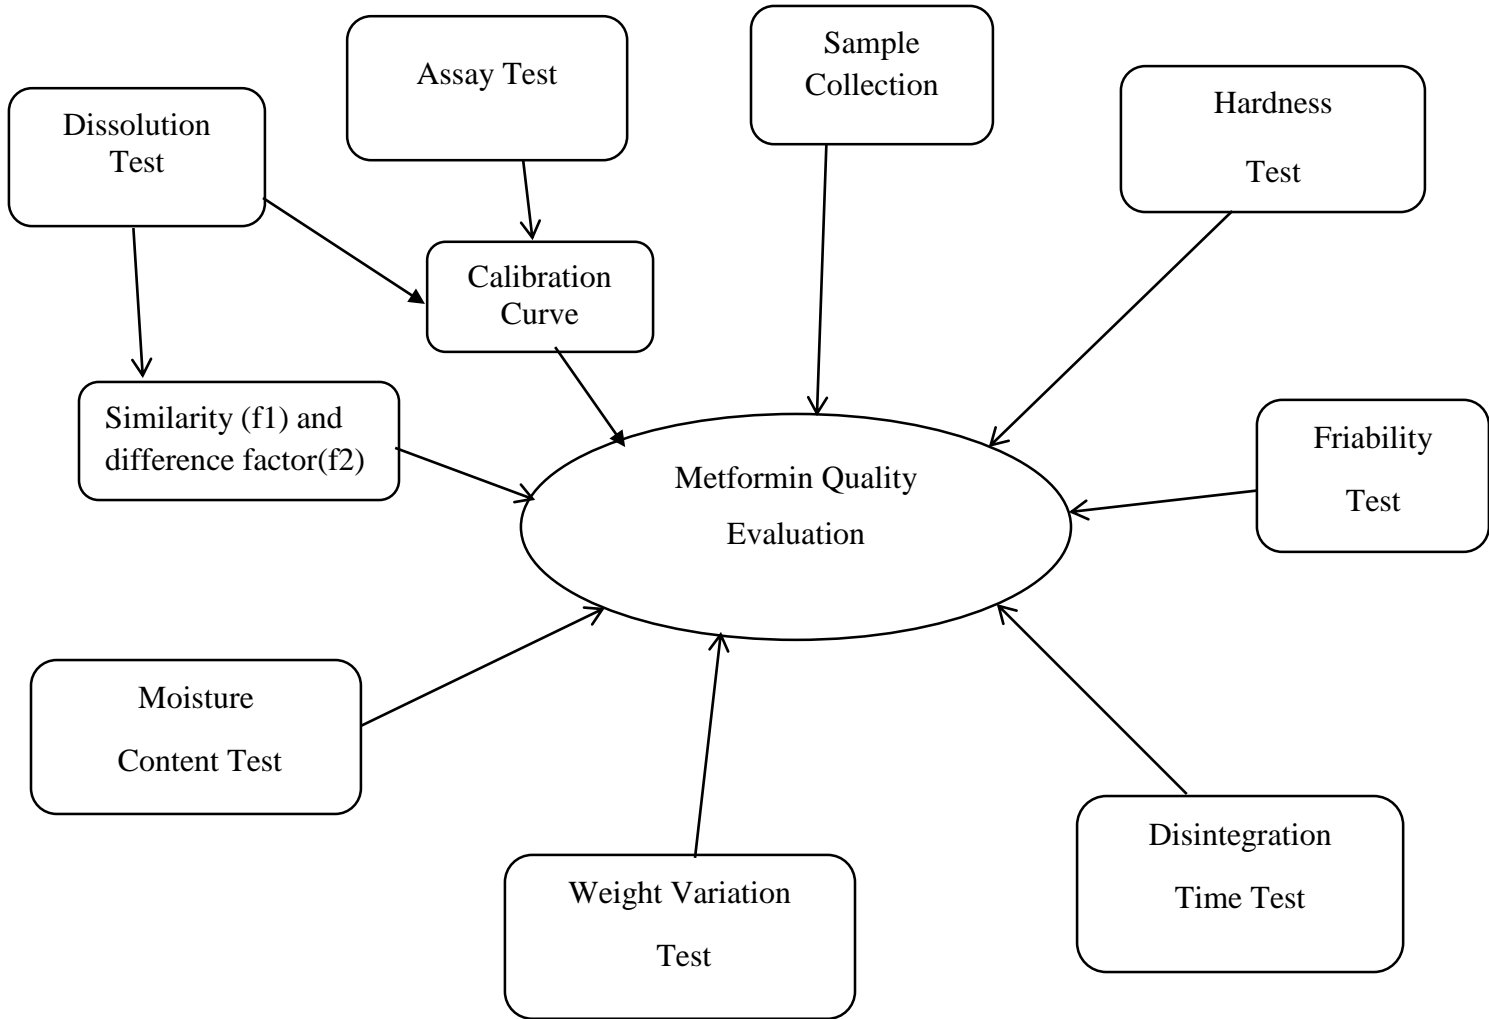 Sample
Collection
Assay Test
Hardness
Test
Dissolution
Test
Calibration
Curve
Similarity (f1) and
difference factor(f2)
Friability
Test
Metformin Quality
Evaluation
Moisture
Content Test
Disintegration
Time Test
Weight Variation
Test